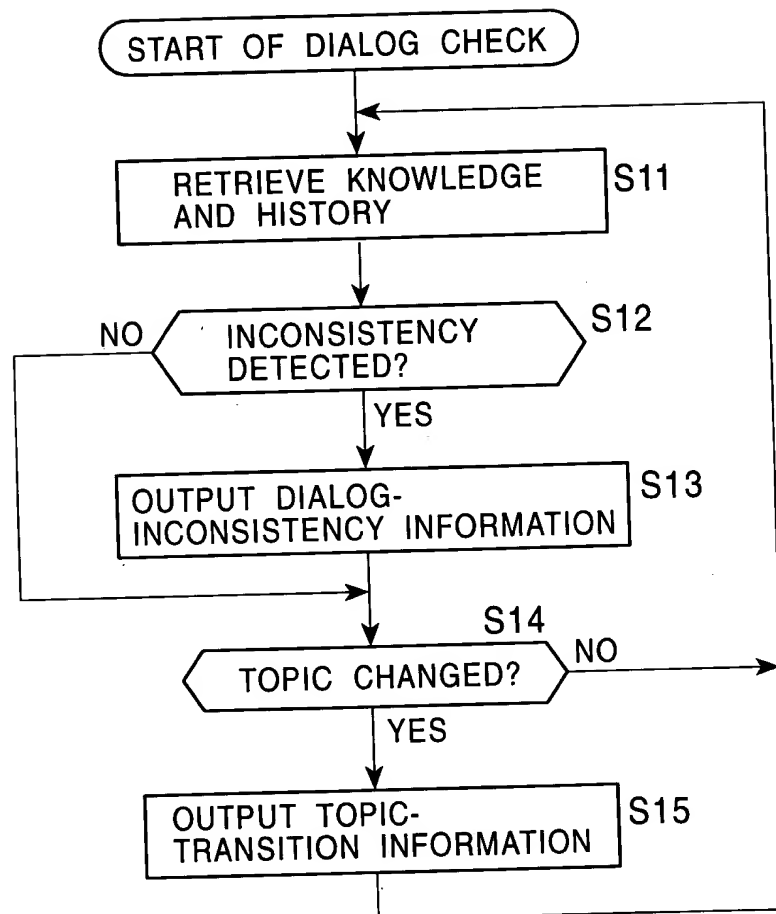 START OF DIALOG CHECK
RETRIEVE KNOWLEDGE
AND HISTORY
S11
NO
INCONSISTENCY
DETECTED?
S12
YES
OUTPUT DIALOG-
INCONSISTENCY INFORMATION
S13
S14
TOPIC CHANGED?
NO
YES
OUTPUT TOPIC-
TRANSITION INFORMATION
S15